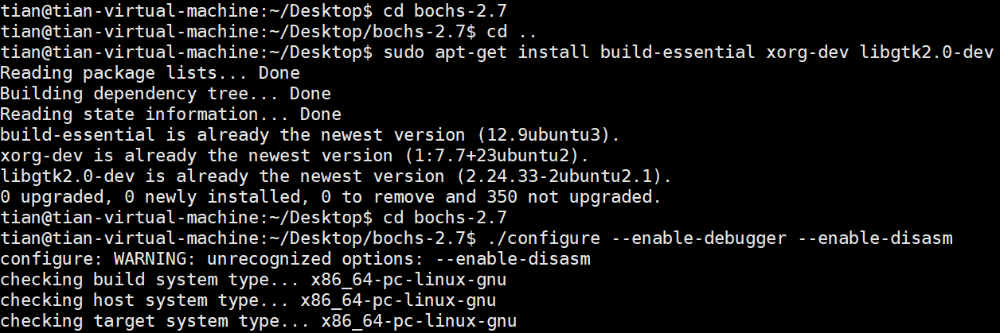 tian@tian-virtual-machine:~/Desktop$ cd bochs-2.7
tian@tian-virtual-machine:~/Desktop/bochs-2.7$ cd ..
tian@tian-virtual-machine:~/Desktop$ sudo apt-get install build-essential xorg-dev libgtk2.0-dev
Reading package lists... Done
Building dependency tree... Done
Reading state information... Done
build-essential is already the newest version (12.9ubuntu3).
xorg-dev is already the newest version (1:7.7+23ubuntu2).
libgtk2.0-dev is already the newest version (2.24.33-2ubuntu2.1).
0 upgraded, 0 newly installed, 0 to remove and 350 not upgraded.
tian@tian-virtual-machine:~/Desktop$ cd bochs-2.7
tian@tian-virtual-machine:~/Desktop/bochs-2.7$ ./configure --enable-debugger --enable-disasm
configure: WARNING: unrecognized options: --enable-disasm
checking build system type... x86_64-pc-linux-gnu
checking host system type... x86_64-pc-linux-gnu
checking target system type... x86_64-pc-linux-gnu